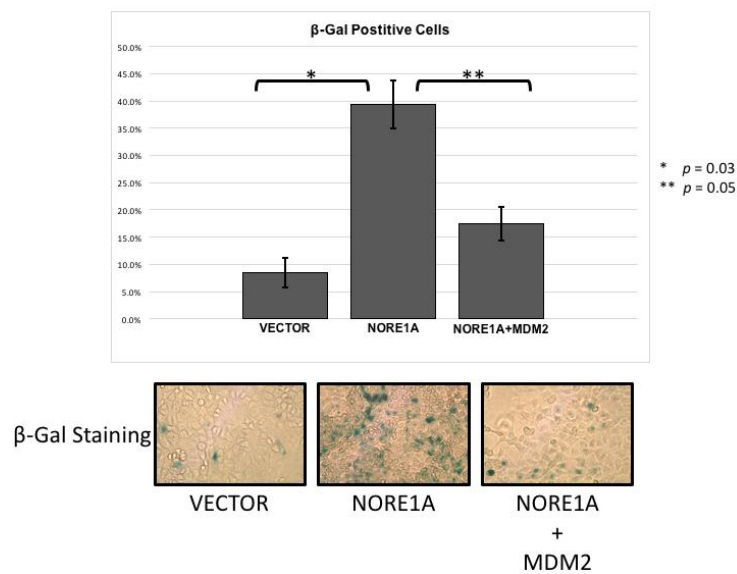 β-Gal Postitive Cells
50.0%
45.0%
40.0%
35.0%
30.0%
25.0%
20.0%
15.0%
10.0%
5.0%
0.0%
*
**
VECTOR NORE1A NORE1A+MDM2
* p = 0.03
** p = 0.05
β-Gal Staining
VECTOR NORE1A NORE1A
+
MDM2